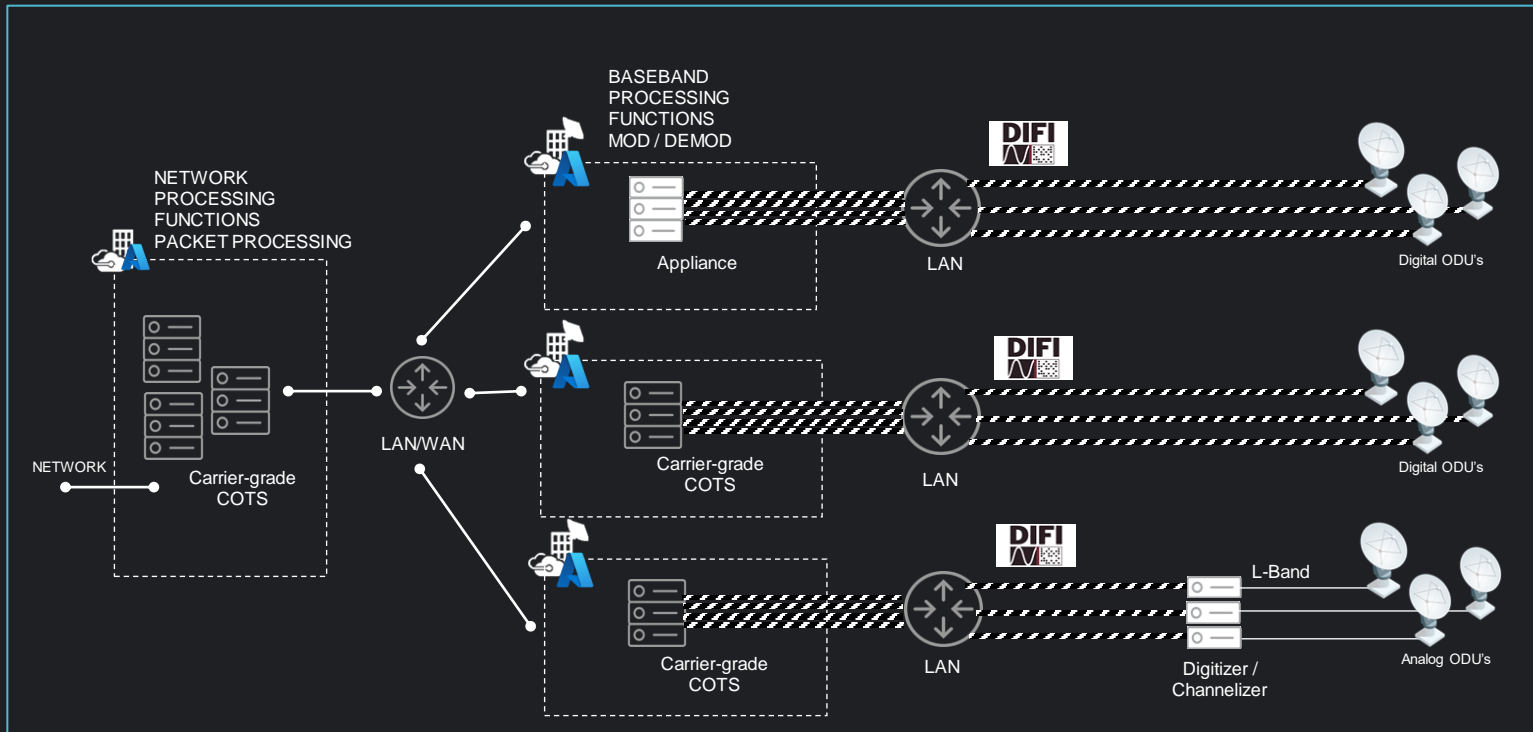 BASEBAND
PROCESSING
FUNCTIONS
MOD / DEMOD
NETWORK
PROCESSING
FUNCTIONS
PACKET PROCESSING
DIFI
Appliance
LAN
Digital ODU's
DIFI
LAN/WAN
NETWORK
Carrier-grade
COTS
Carrier-grade
COTS
LAN
Digital ODU's
DIFI
L-Band
Carrier-grade
COTS
LAN
Digitizer /
Channelizer
Analog ODU's